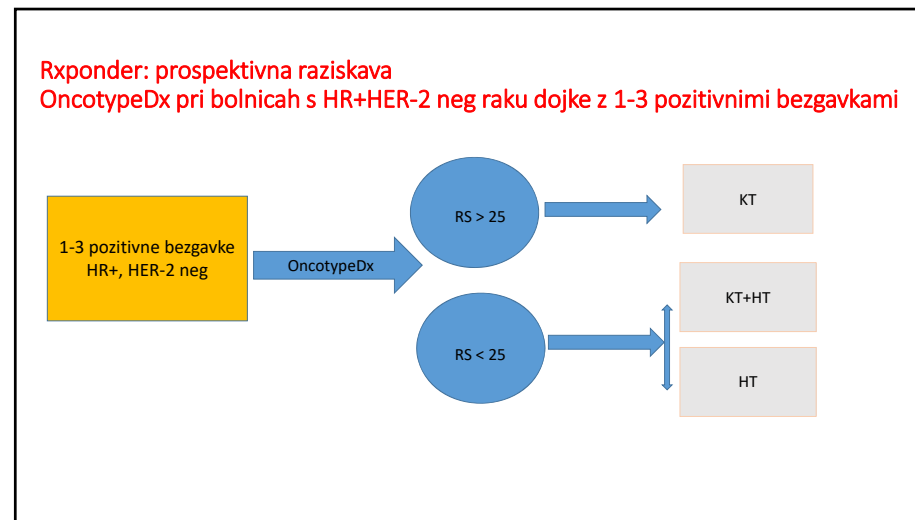 Rxponder: prospektivna raziskava
OncotypeDx pri bolnicah s HR+HER-2 neg raku dojke z 1-3 pozitivnimi bezgavkami
1-3 pozitivne bezgavke
HR+, HER-2 neg
OncotypeDx
RS > 25
KT
RS < 25
KT+HT
HT